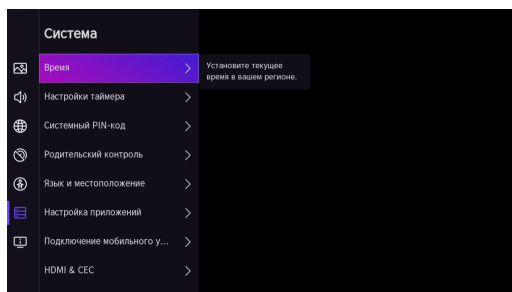 Система
Время
Установите текущее
время в вашем регионе.
Настройки таймера
Системный PIN-код
Родительский контроль
Язык и местоположение
Настройка приложений
Подключение мобильного у...
HDMI & CEC